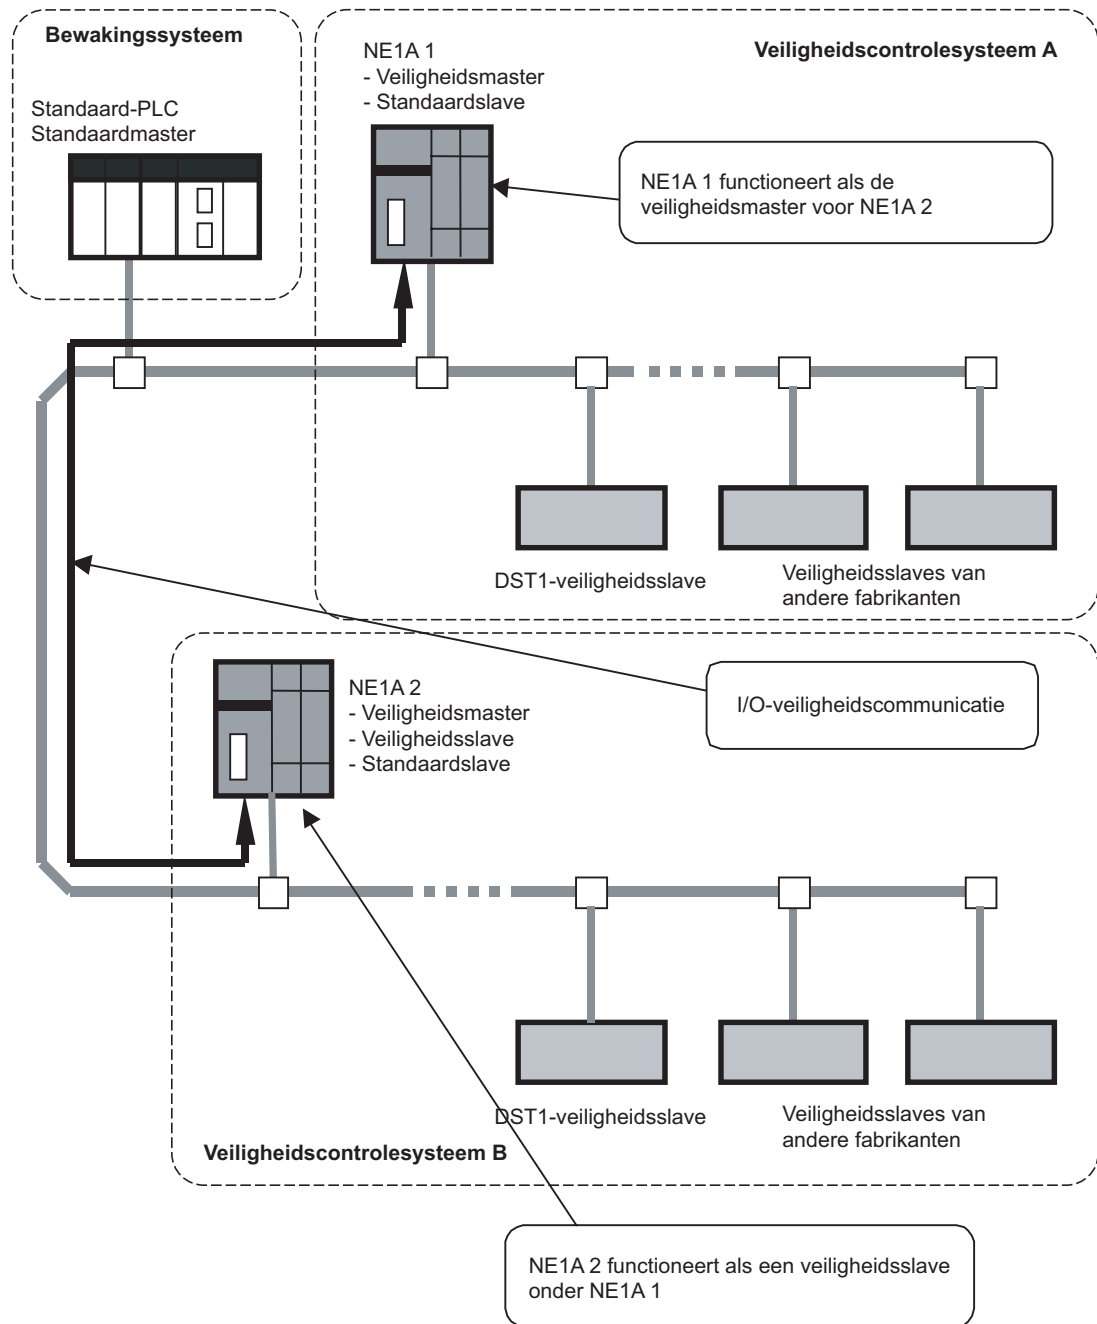 Bewakingssysteem
Standaard-PLC
Standaardmaster
NE1A 1
- Veiligheidsmaster
- Standaardslave
Veiligheidscontrolesysteem A
NE1A 1 functioneert als de
veiligheidsmaster voor NE1A 2
DST1-veiligheidsslave
Veiligheidsslaves van
andere fabrikanten
NE1A 2
- Veiligheidsmaster
- Veiligheidsslave
- Standaardslave
I/O-veiligheidscommunicatie
DST1-veiligheidsslave
Veiligheidsslaves van
andere fabrikanten
Veiligheidscontrolesysteem B
NE1A 2 functioneert als een veiligheidsslave
onder NE1A 1